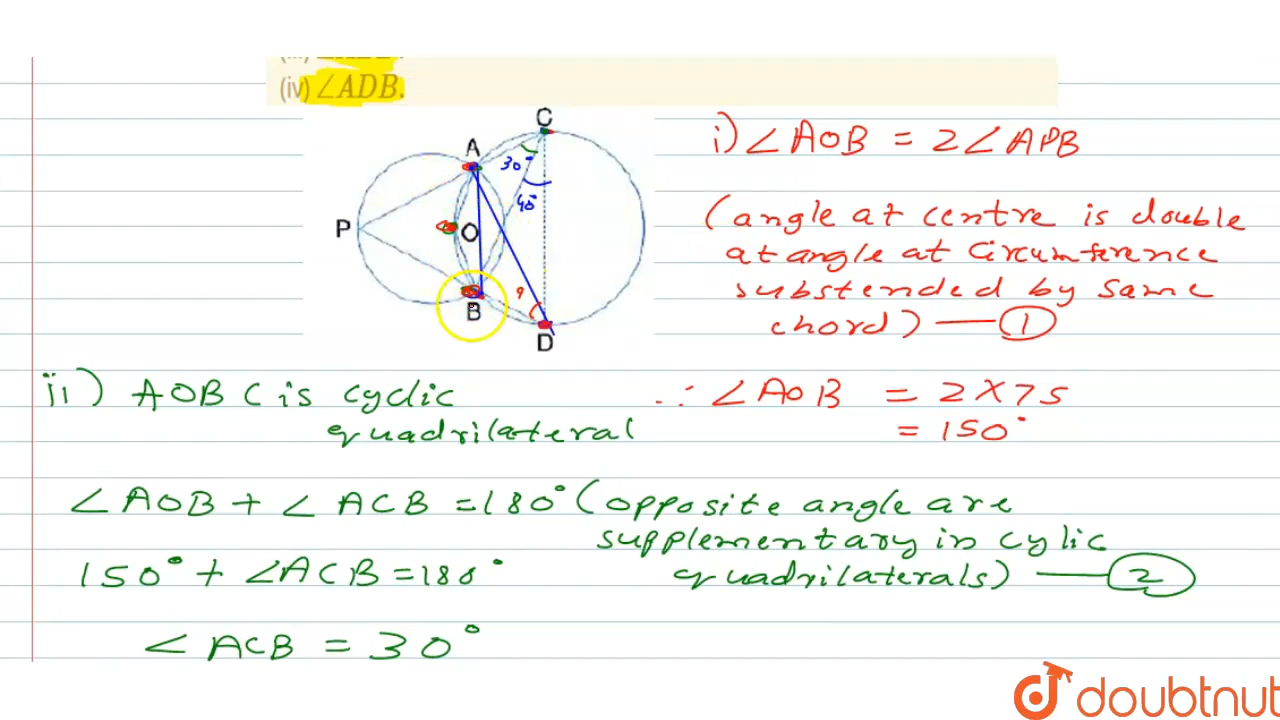 (iv) ∠ADB.
C
A
30°
40°
P
O
B
?
D
i) ∠AOB = 2∠APB
(angle at centre is double
at angle at circumference
substended by same
chord) — 1
∴ ∠AOB = 2×75
= 150°
ii) AOBC is cyclic
quadrilateral
∠AOB + ∠ACB = 180° (opposite angle are
supplementary in cylic
quadrilaterals) — 2
150° + ∠ACB = 180°
∠ACB = 30°
doubtnut